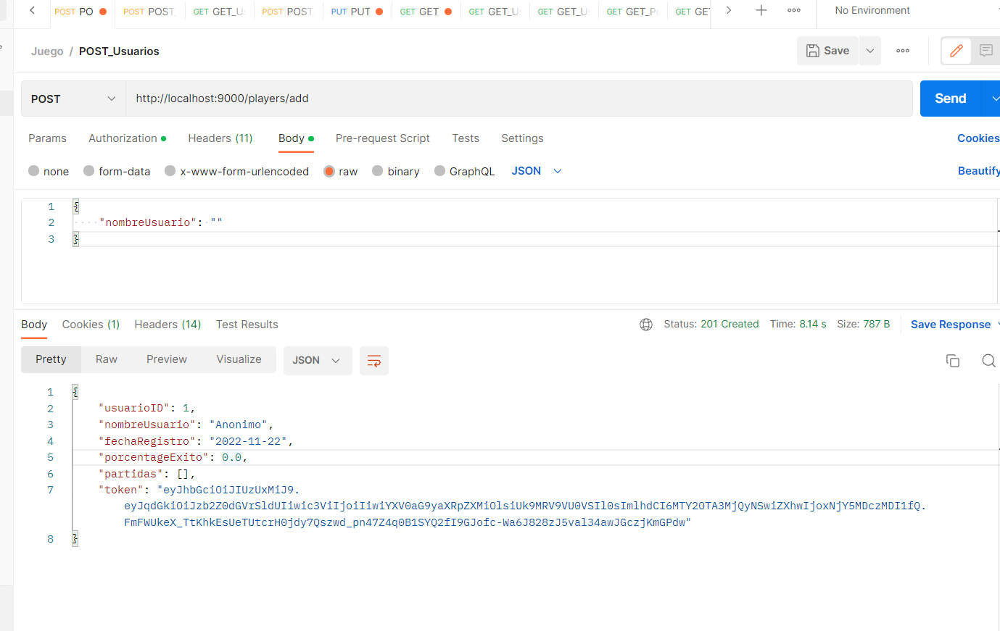 POST PO POST POST. GET GET_U POST POST. PUT PUT GET GET GET GET_U GET GET_U GET GET_P GET GE No Environment
Juego / POST_Usuarios Save
POST http://localhost:9000/players/add Send
Params Authorization Headers (11) Body Pre-request Script Tests Settings Cookies
none form-data x-www-form-urlencoded raw binary GraphQL JSON Beautify
1 {
2 "nombreUsuario": ""
3 }
Body Cookies (1) Headers (14) Test Results Status: 201 Created Time: 8.14 s Size: 787 B Save Response
Pretty Raw Preview Visualize JSON
1 {
2 "usuarioID": 1,
3 "nombreUsuario": "Anonimo",
4 "fechaRegistro": "2022-11-22",
5 "porcentageExito": 0.0,
6 "partidas": [],
7 "token": "eyJhbGciOiJIUzUxMiJ9.
eyJqdGkiOiJzb2Z0dGVrSldUIiwic3ViIjoiIiwiYXV0aG9yaXRpZXMiOlsiUk9MRV9VU0VSIl0sImlhdCI6MTY2OTA3MjQyNSwiZXhwIjoxNjY5MDczMDI1fQ.
FmFWUkeX_TtKhkEsUeTUtcrH0jdy7Qszwd_pn47Z4q0B1SYQ2fI9GJofc-Wa6J828zJ5val34awJGczjKmGPdw"
8 }